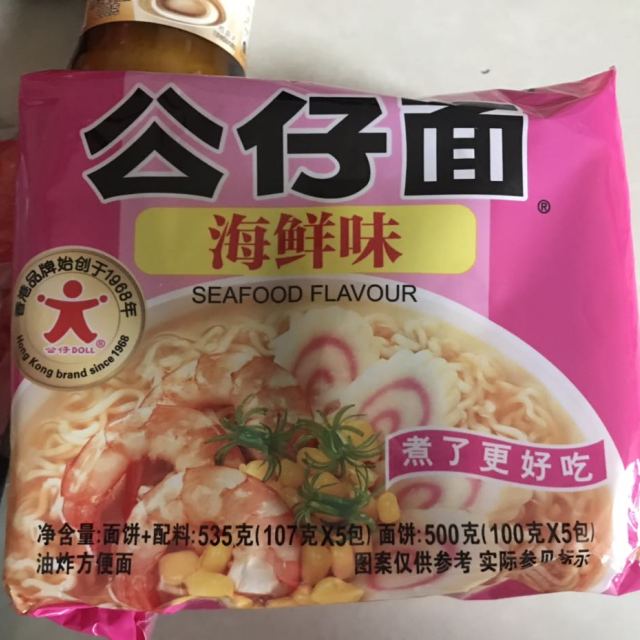 公仔面
®
海鲜味
SEAFOOD FLAVOUR
香港品牌始创于1968年
公仔DOLL®
Hong Kong brand since 1968
煮了更好吃
净含量:面饼+配料:535克(107克X5包) 面饼:500克(100克X5包)
油炸方便面
图案仅供参考 实际参见标示